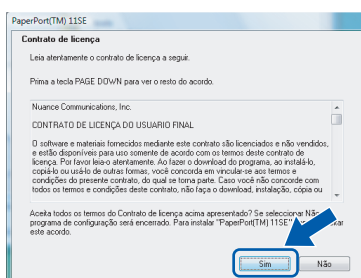 PaperPort(TM) 11SE
Contrato de licença
Leia atentamente o contrato de licença a seguir.
Prima a tecla PAGE DOWN para ver o resto do acordo.
Nuance Communications, Inc.
CONTRATO DE LICENÇA DO USUARIO FINAL
O software e materiais fornecidos mediante este contrato são licenciados e não vendidos,
e estão disponíveis para uso somente de acordo com os termos deste contrato de
licença. Por favor leia-o atentamente. Ao fazer o download do programa, ao instalá-lo,
copiá-lo ou usá-lo de outras formas, você concorda em vincular-se aos termos e
condições do presente contrato, do qual se torna parte. Caso você não concorde com
todos os termos e condições deste contrato, não faça o download, instalação, cópia ou
Aceita todos os termos do Contrato de licença acima apresentado? Se seleccionar Não
programa de configuração será encerrado. Para instalar "PaperPort(TM) 11SE"
este acordo.
Sim
Não